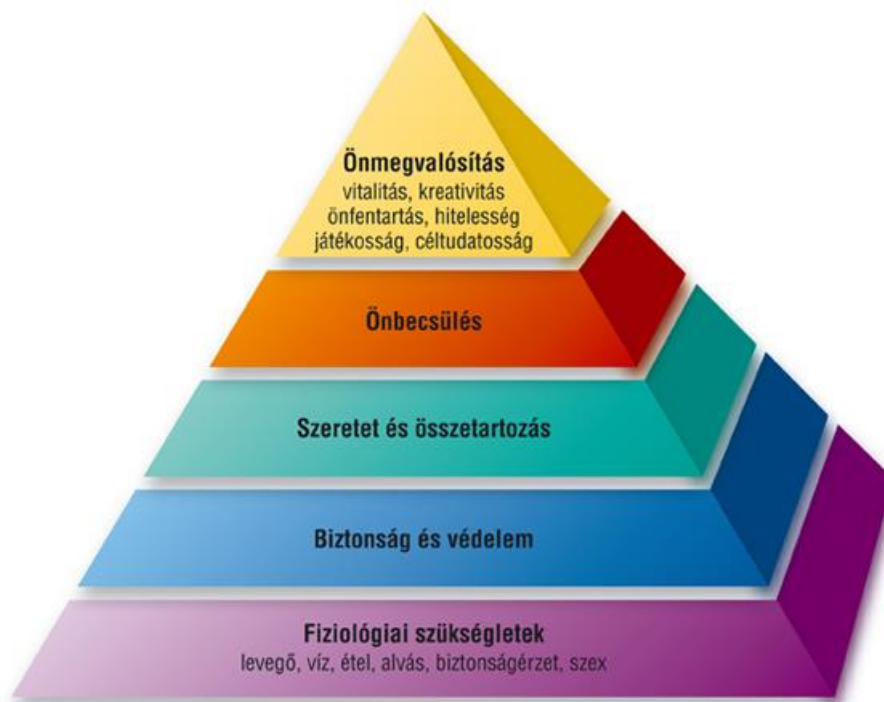 Önmegvalósítás
vitalitás, kreativitás
önfentartás, hitelesség
játékosság, céltudatosság
Önbecsülés
Szeretet és összetartozás
Biztonság és védelem
Fiziológiai szükségletek
levegő, víz, étel, alvás, biztonságérzet, szex